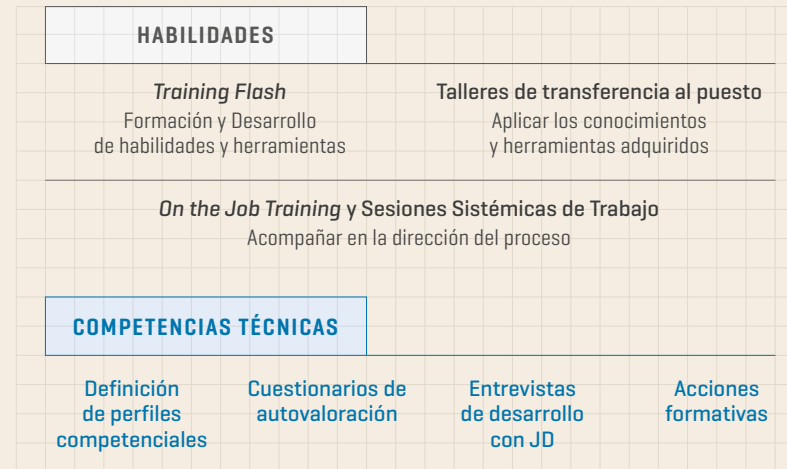 HABILIDADES
Training Flash
Formación y Desarrollo
de habilidades y herramientas
Talleres de transferencia al puesto
Aplicar los conocimientos
y herramientas adquiridos
On the Job Training y Sesiones Sistémicas de Trabajo
Acompañar en la dirección del proceso
COMPETENCIAS TÉCNICAS
Definición
de perfiles
competenciales
Cuestionarios de
autovaloración
Entrevistas
de desarrollo
con JD
Acciones
formativas